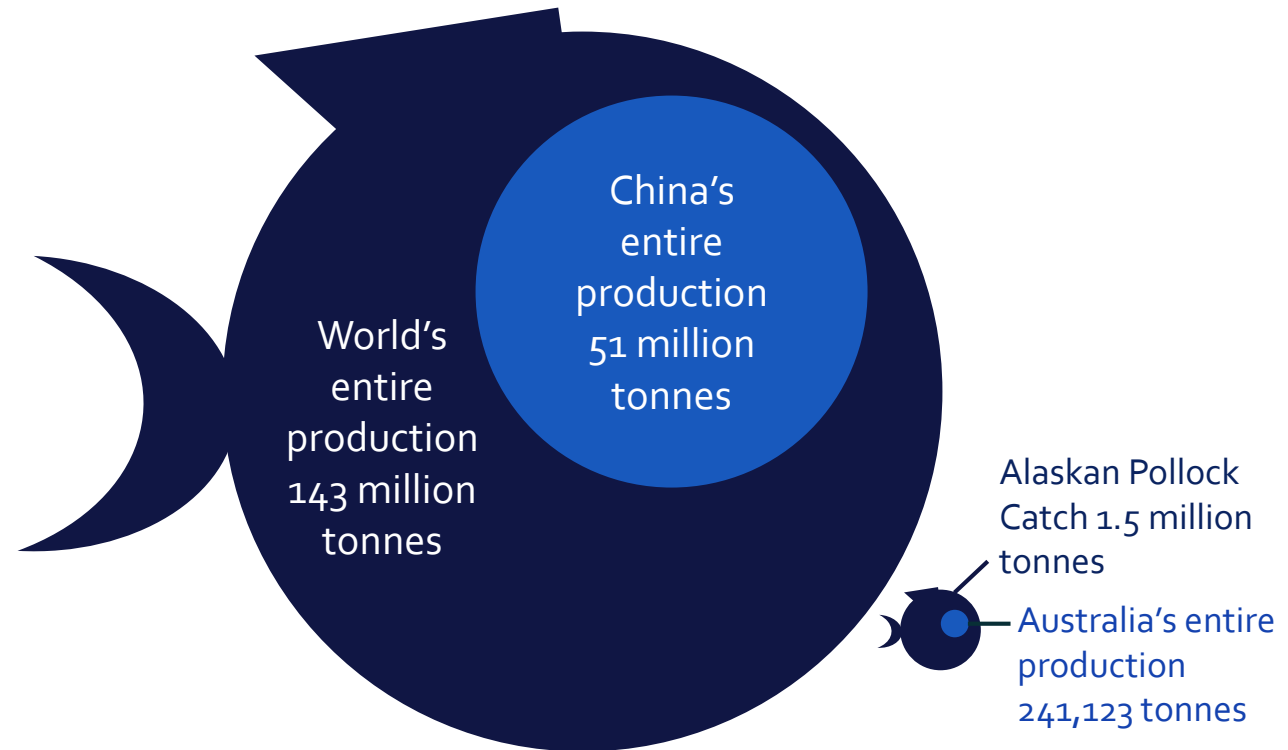 World’s
entire
production
143 million
tonnes
China’s
entire
production
51 million
tonnes
Alaskan Pollock
Catch 1.5 million
tonnes
Australia’s entire
production
241,123 tonnes